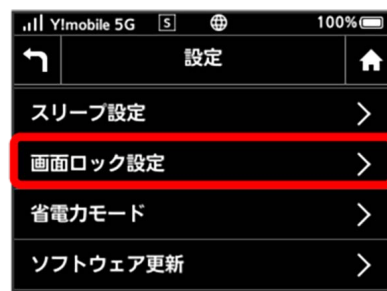 Y!mobile 5G S 100%
設定
スリープ設定
画面ロック設定
省電力モード
ソフトウェア更新